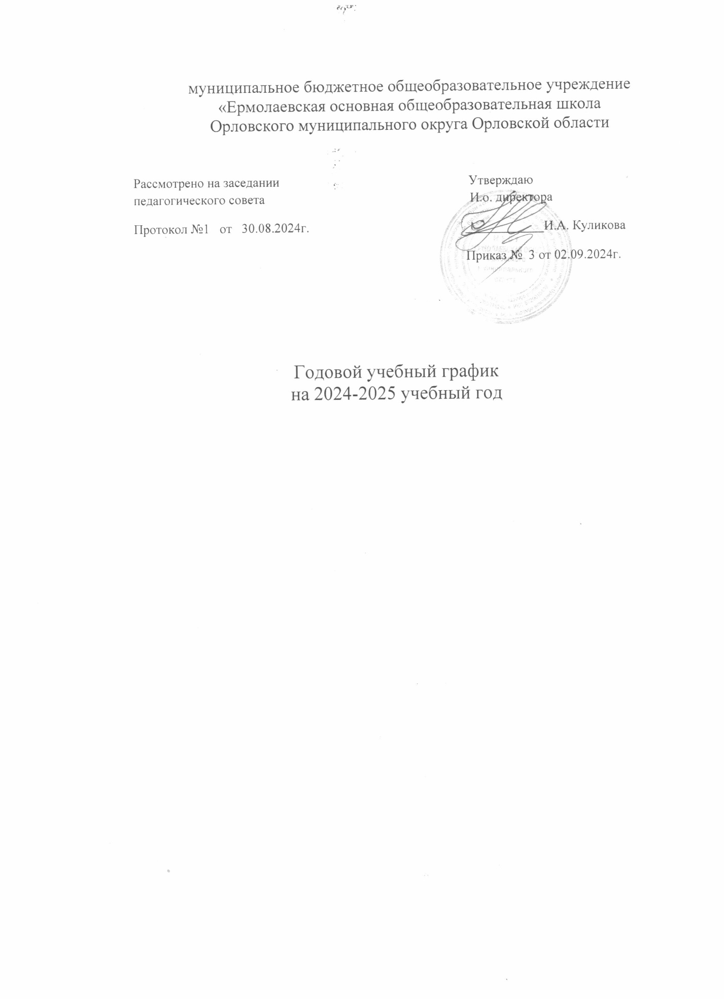 муниципальное бюджетное общеобразовательное учреждение
«Ермолаевская основная общеобразовательная школа
Орловского муниципального округа Орловской области
Рассмотрено на заседании
педагогического совета
Протокол №1 от 30.08.2024г.
Утверждаю
И.о. директора
И.А. Куликова
Приказ № 3 от 02.09.2024г.
Годовой учебный график
на 2024-2025 учебный год